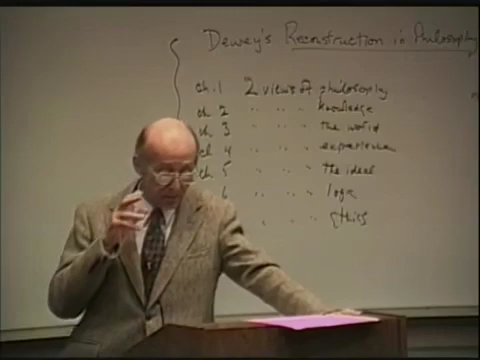 Dewey's Reconstruction in Philosophy
ch. 1 2 views of philosophy
ch 2 " " " knowledge
ch 3 " " " the world
ch 4 " " " experience
ch 5 " " " the ideal
6 " " " logic
" " ethics